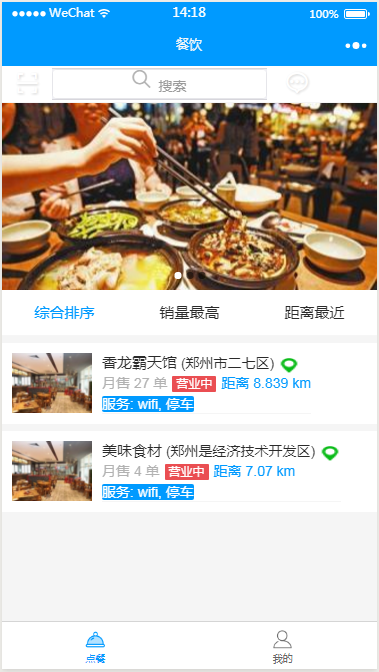 WeChat 14:18 100%
餐饮
搜索
综合排序 销量最高 距离最近
香龙霸天馆 (郑州市二七区)
月售 27 单 营业中 距离 8.839 km
服务: wifi, 停车
美味食材 (郑州是经济技术开发区)
月售 4 单 营业中 距离 7.07 km
服务: wifi, 停车
点餐 我的